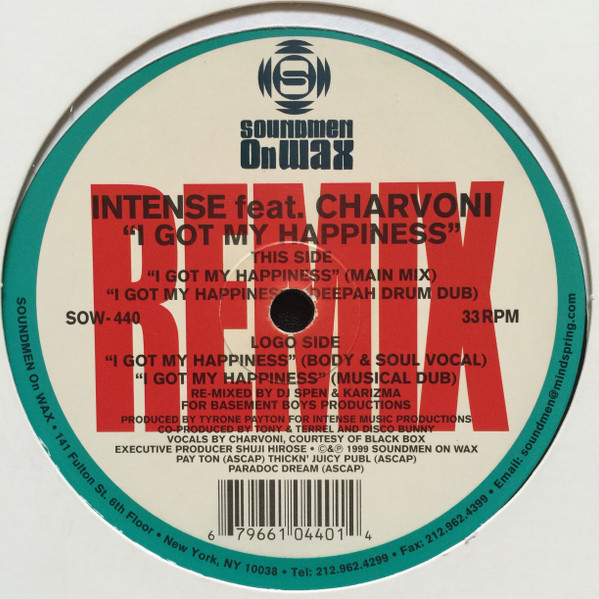 SOUNDMEN
On WAX
REMIX
INTENSE feat. CHARVONI
"I GOT MY HAPPINESS"
THIS SIDE
"I GOT MY HAPPINESS" (MAIN MIX)
"I GOT MY HAPPINESS" (DEEPAH DRUM DUB)
SOW-440
33 RPM
LOGO SIDE
"I GOT MY HAPPINESS" (BODY & SOUL VOCAL)
"I GOT MY HAPPINESS" (MUSICAL DUB)
RE-MIXED BY DJ SPEN & KARIZMA
FOR BASEMENT BOYS PRODUCTIONS
PRODUCED BY TYRONE PAYTON FOR INTENSE MUSIC PRODUCTIONS
CO-PRODUCED BY TONY & TERREL AND DISCO BUNNY
VOCALS BY CHARVONI, COURTESY OF BLACK BOX
EXECUTIVE PRODUCER SHUJI HIROSE • ©&℗ 1999 SOUNDMEN ON WAX
PAY TON (ASCAP) THICKN' JUICY PUBL (ASCAP)
PARADOC DREAM (ASCAP)
6 79661 04401 4
SOUNDMEN On WAX • 141 Fulton St. 6th Floor • New York, NY 10038 • Tel: 212.962.4299 • Fax: 212.962.4399 • Email: soundmen@mindspring.com